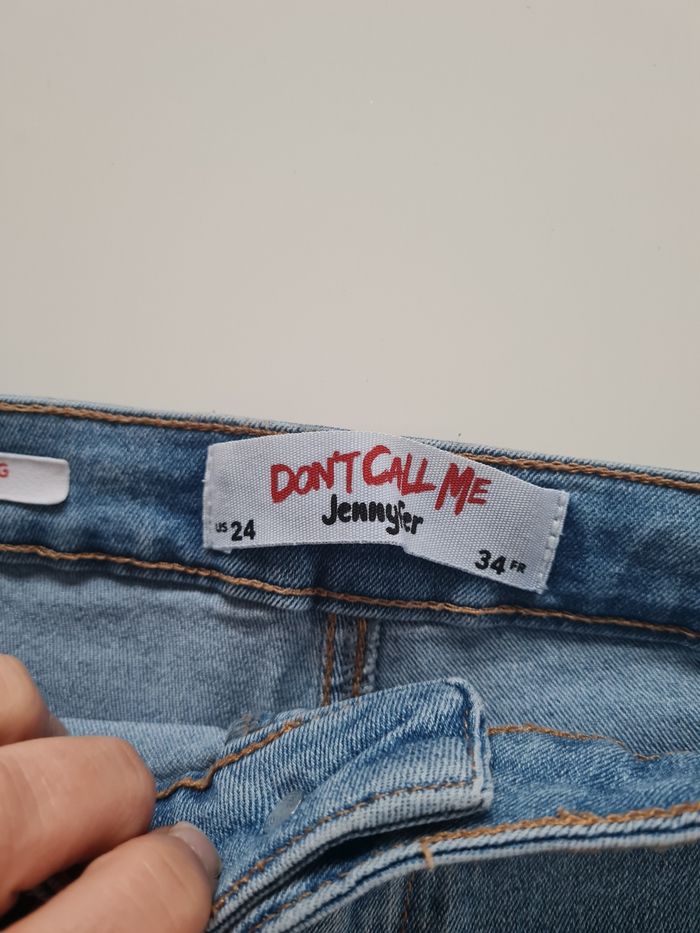 G
DON'T CALL ME
Jennyfer
US 24
34 FR